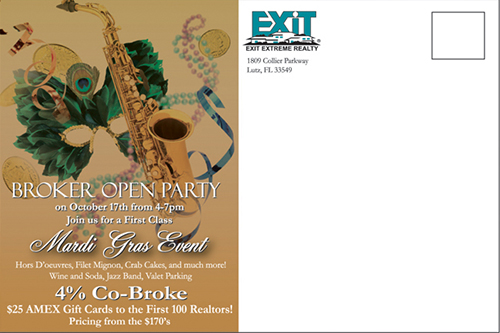 BROKER OPEN PARTY
on October 17th from 4-7pm
Join us for a First Class
Mardi Gras Event
Hors D'oeuvres, Filet Mignon, Crab Cakes, and much more!
Wine and Soda, Jazz Band, Valet Parking
4% Co-Broke
$25 AMEX Gift Cards to the First 100 Realtors!
Pricing from the $170's
EXIT
EXIT EXTREME REALTY
1809 Collier Parkway
Lutz, FL 33549